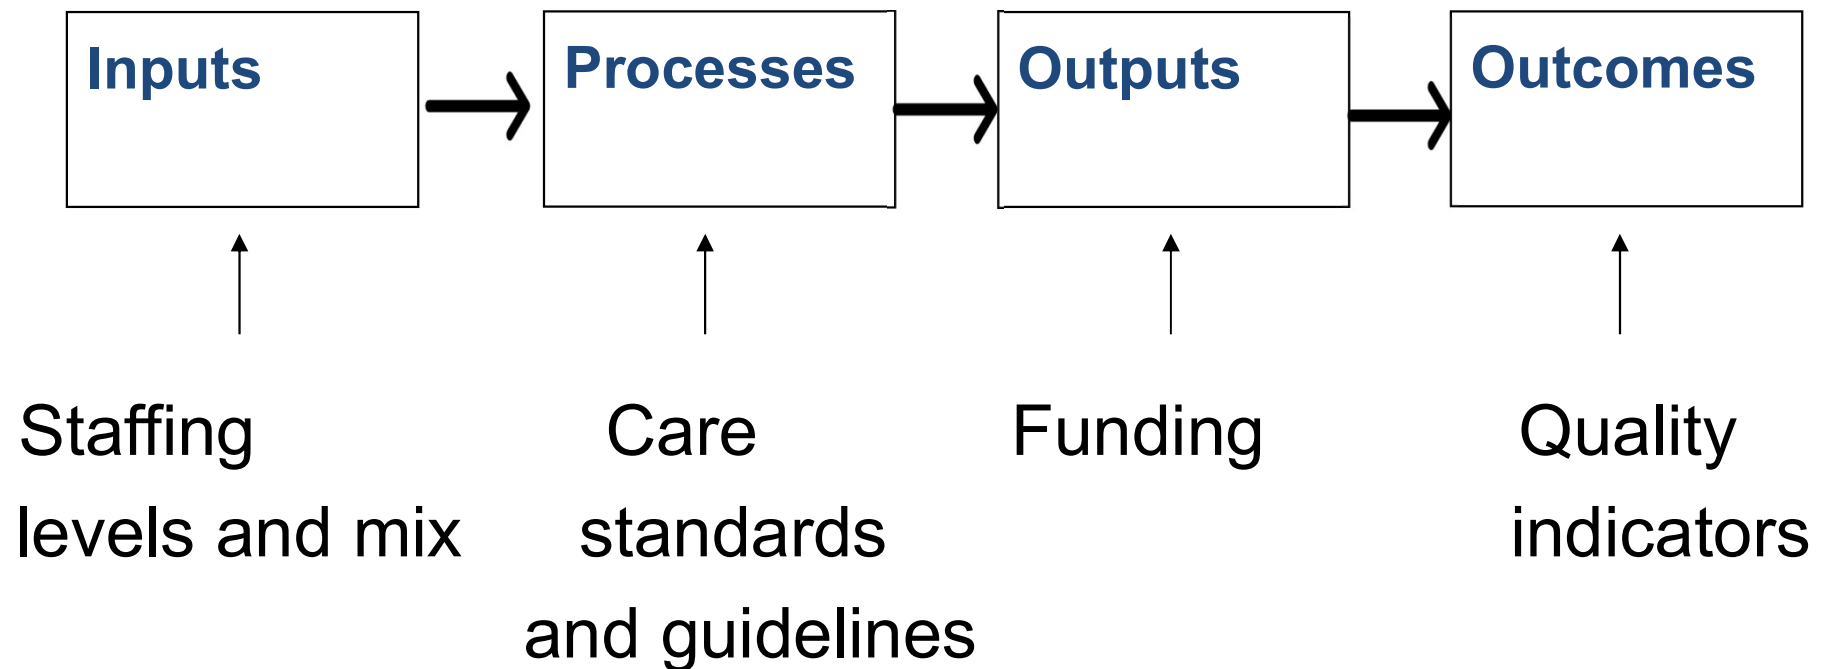 Inputs
Processes
Outputs
Outcomes
Staffing
levels and mix
Care
standards
and guidelines
Funding
Quality
indicators